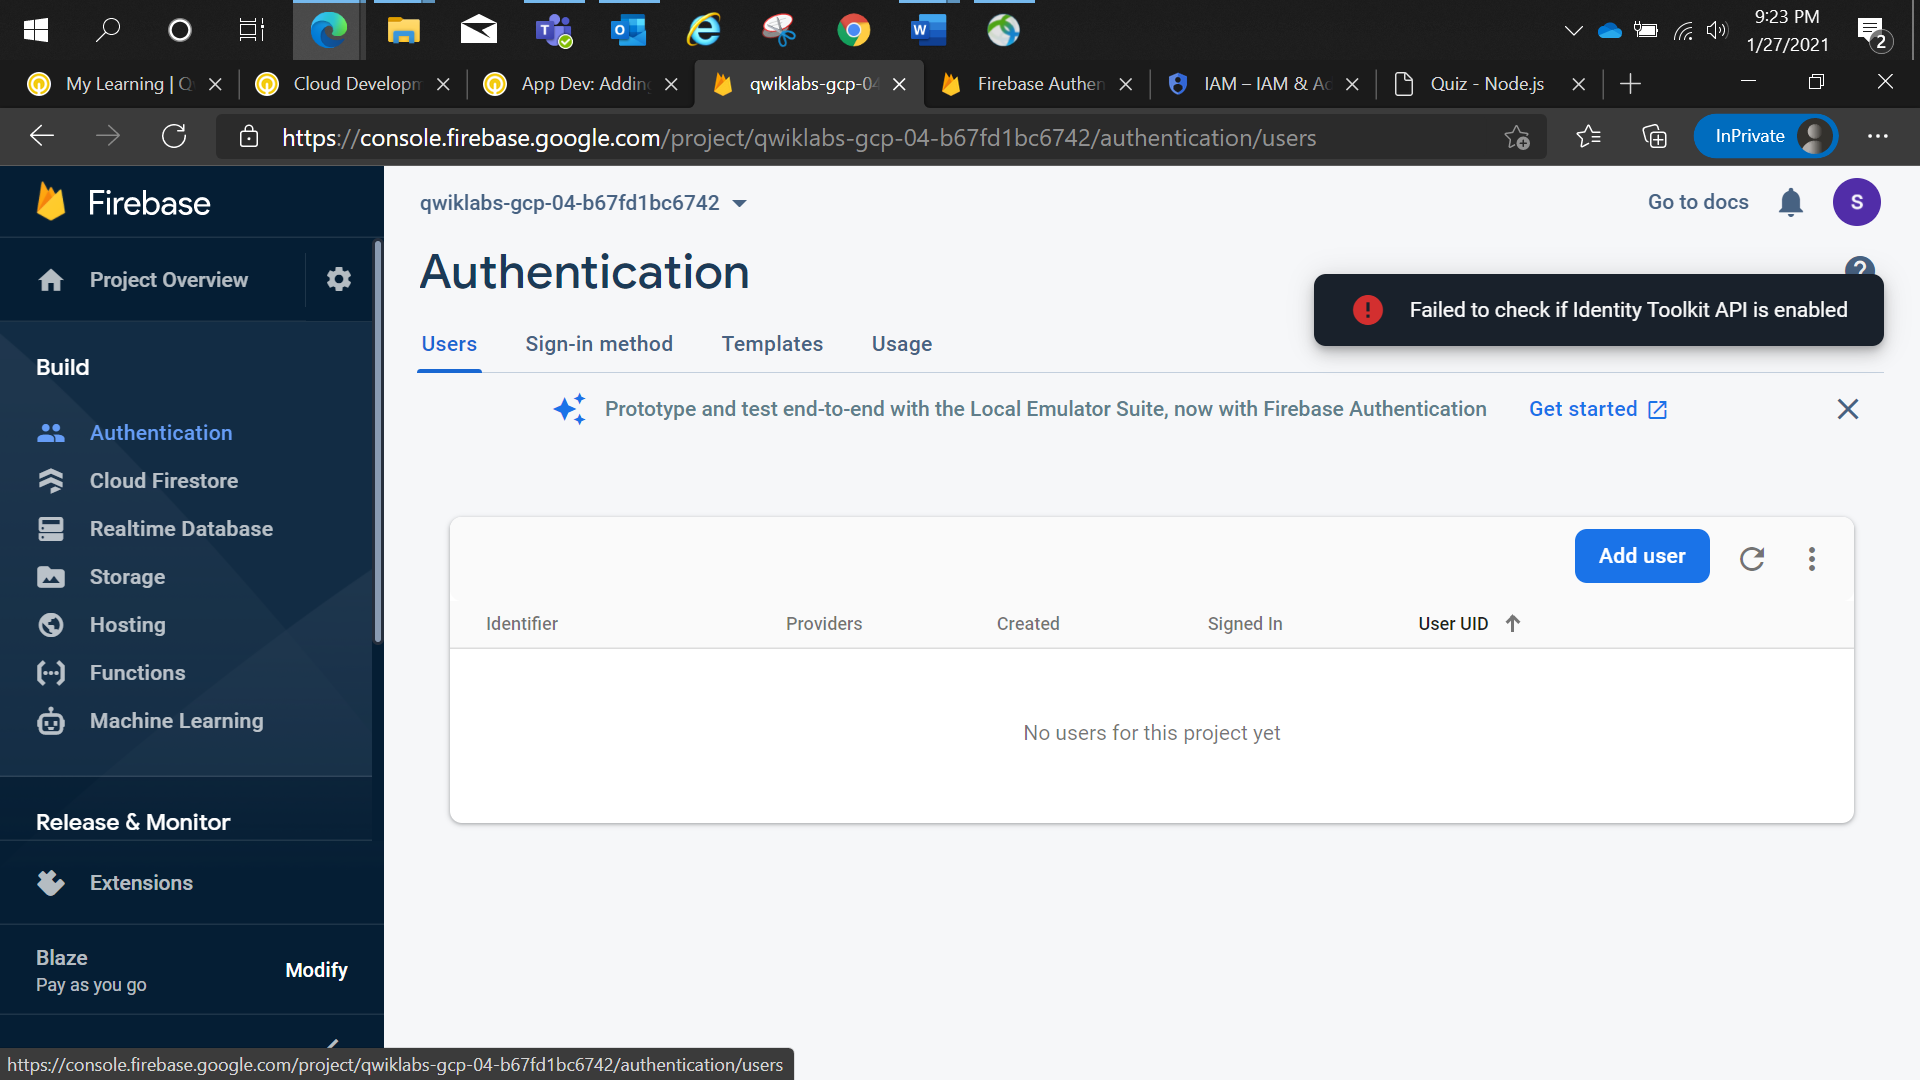 9:23 PM
1/27/2021
2
My Learning | Q
Cloud Developm
App Dev: Adding
qwiklabs-gcp-04
Firebase Authen
IAM – IAM & Ad
Quiz - Node.js
https://console.firebase.google.com/project/qwiklabs-gcp-04-b67fd1bc6742/authentication/users
InPrivate
Firebase
qwiklabs-gcp-04-b67fd1bc6742
Go to docs
S
Project Overview
Authentication
Failed to check if Identity Toolkit API is enabled
Users
Sign-in method
Templates
Usage
Build
Prototype and test end-to-end with the Local Emulator Suite, now with Firebase Authentication
Get started
Authentication
Cloud Firestore
Realtime Database
Storage
Hosting
Functions
Machine Learning
Add user
Identifier
Providers
Created
Signed In
User UID
No users for this project yet
Release & Monitor
Extensions
Blaze
Pay as you go
Modify
https://console.firebase.google.com/project/qwiklabs-gcp-04-b67fd1bc6742/authentication/users